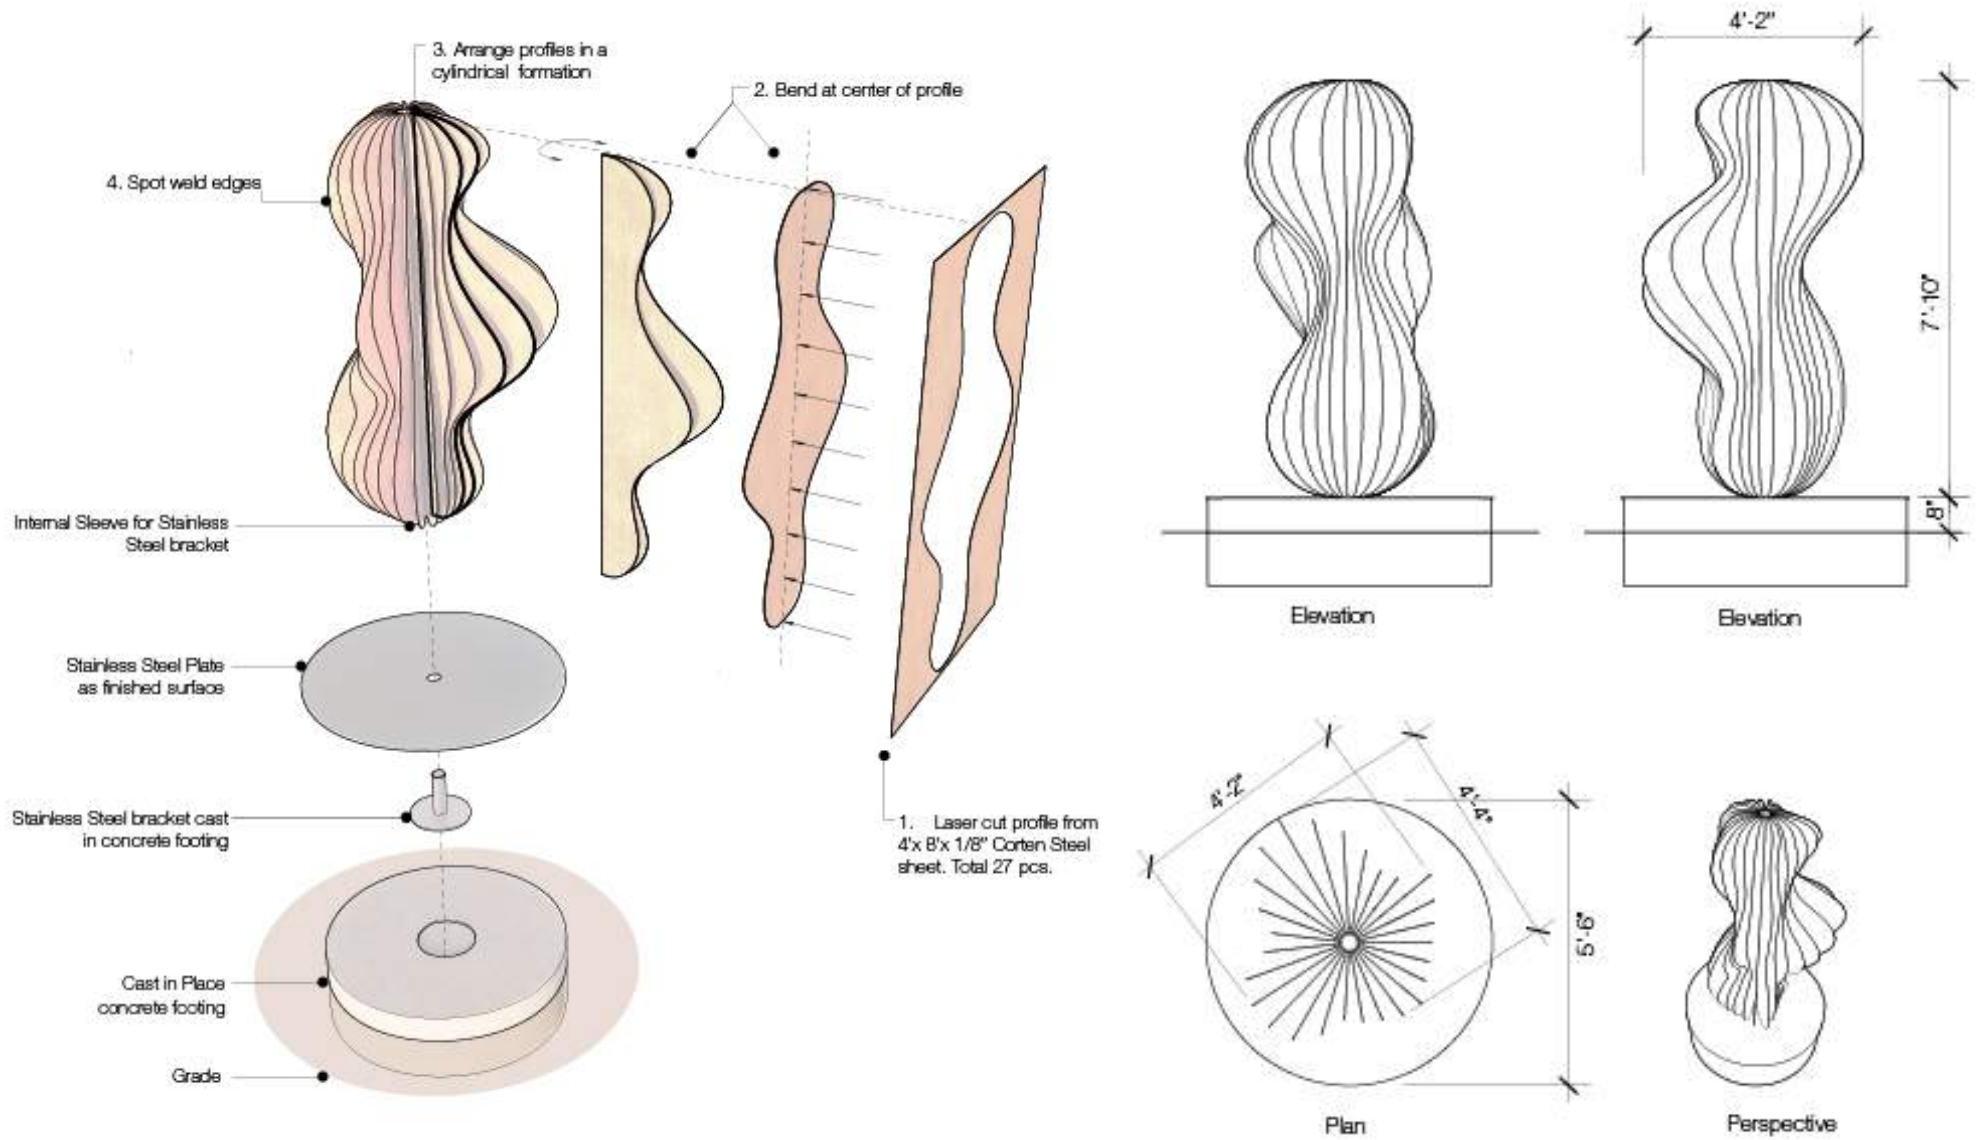 3. Arrange profiles in a
cylindrical formation
2. Bend at center of profile
4. Spot weld edges
Internal Sleeve for Stainless
Steel bracket
Stainless Steel Plate
as finished surface
Stainless Steel bracket cast
in concrete footing
Cast in Place
concrete footing
Grade
1. Laser cut profile from
4'x 8'x 1/8" Corten Steel
sheet. Total 27 pcs.
4'-2"
7'-10"
8"
Elevation
Elevation
4'-2"
4'-4"
5'-6"
Plan
Perspective